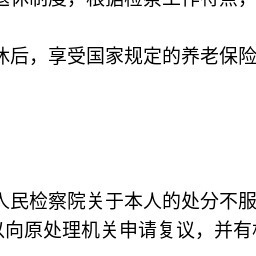 退休制度，根据检察工作特点，
休后，享受国家规定的养老保险
人民检察院关于本人的处分不服
以向原处理机关申请复议，并有